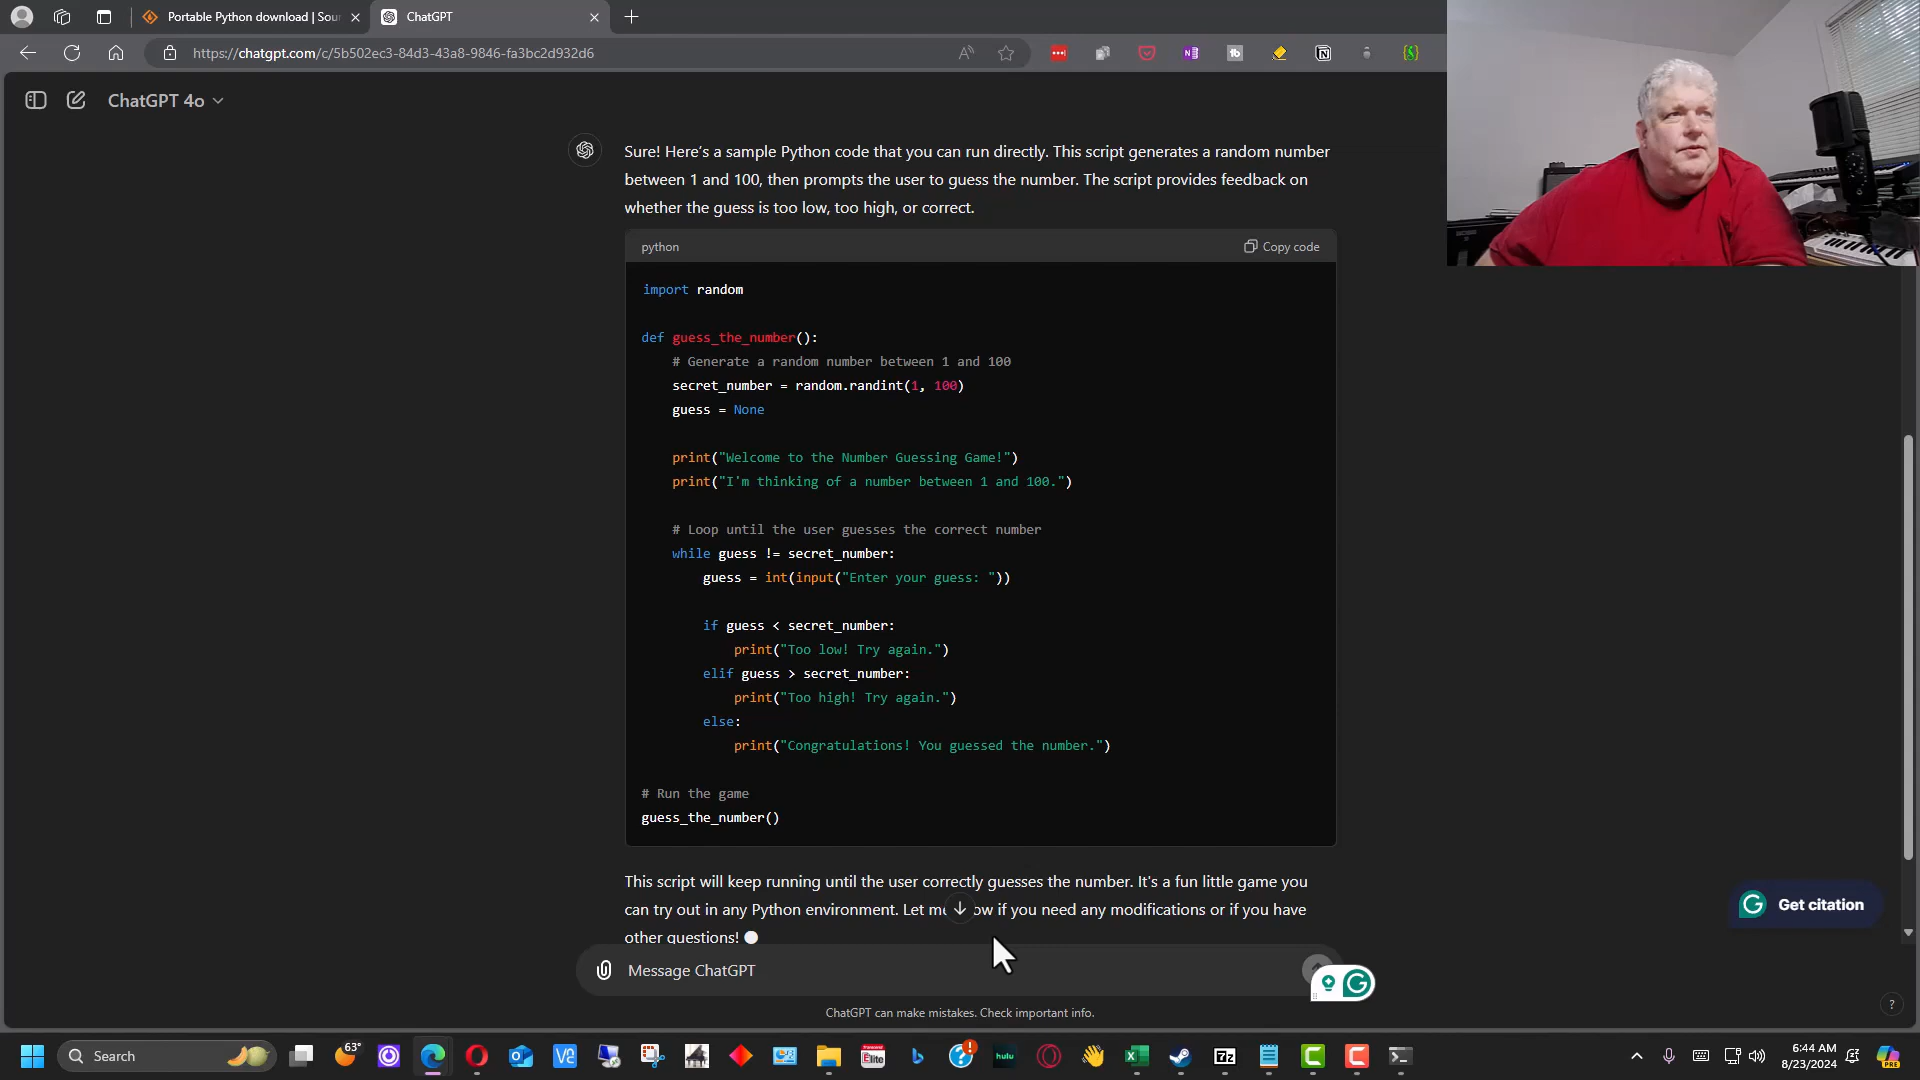 Portable Python download | Sou
ChatGPT
https://chatgpt.com/c/5b502ec3-84d3-43a8-9846-fa3bc2d932d6
ChatGPT 4o
Sure! Here's a sample Python code that you can run directly. This script generates a random number
between 1 and 100, then prompts the user to guess the number. The script provides feedback on
whether the guess is too low, too high, or correct.
python
Copy code
import random
def guess_the_number():
# Generate a random number between 1 and 100
secret_number = random.randint(1, 100)
guess = None
print("Welcome to the Number Guessing Game!")
print("I'm thinking of a number between 1 and 100.")
# Loop until the user guesses the correct number
while guess != secret_number:
guess = int(input("Enter your guess: "))
if guess < secret_number:
print("Too low! Try again.")
elif guess > secret_number:
print("Too high! Try again.")
else:
print("Congratulations! You guessed the number.")
# Run the game
guess_the_number()
This script will keep running until the user correctly guesses the number. It's a fun little game you
can try out in any Python environment. Let me ow if you need any modifications or if you have
other questions!
Get citation
Message ChatGPT
ChatGPT can make mistakes. Check important info.
?
Search
63°
hulu
Elite
7z
6:44 AM
8/23/2024
PRE